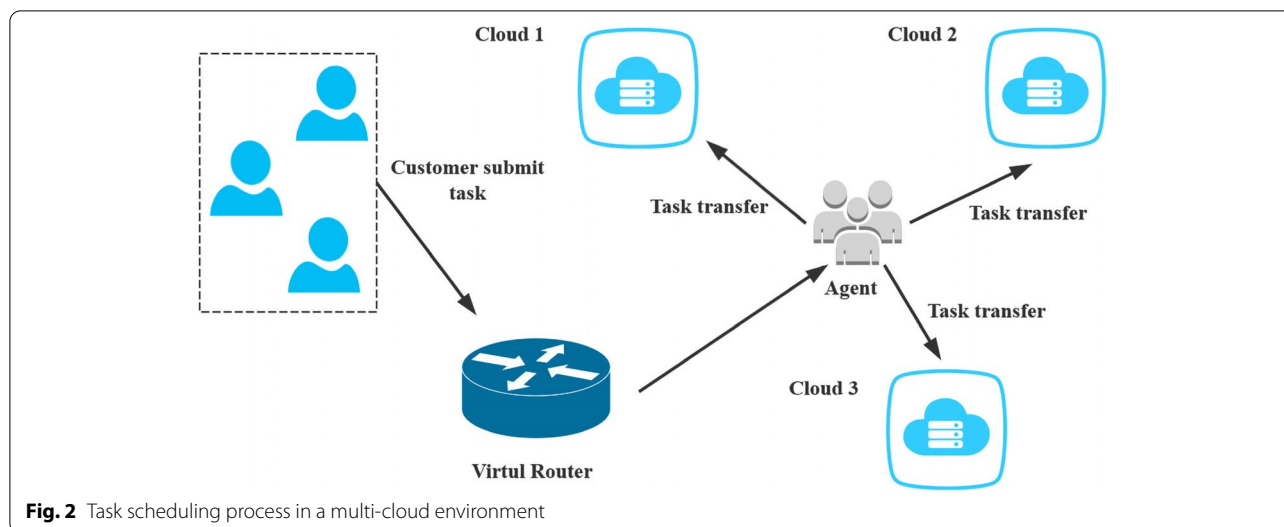 Cloud 1
Cloud 2
Customer submit
task
Task transfer
Task transfer
Agent
Task transfer
Cloud 3
Virtul Router
Fig. 2 Task scheduling process in a multi-cloud environment